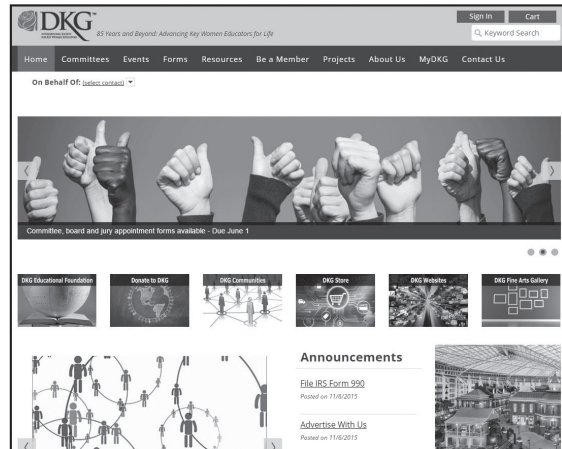 DKG™
85 Years and Beyond: Advancing Key Women Educators for Life
Sign In
Cart
Keyword Search
Home
Committees
Events
Forms
Resources
Be a Member
Projects
About Us
MyDKG
Contact Us
On Behalf Of: (select contact)
Committee, board and jury appointment forms available - Due June 1
DKG Educational Foundation
Donate to DKG
DKG Communities
DKG Store
DKG Websites
DKG Fine Arts Gallery
Announcements
File IRS Form 990
Posted on 11/6/2015
Advertise With Us
Posted on 11/6/2015